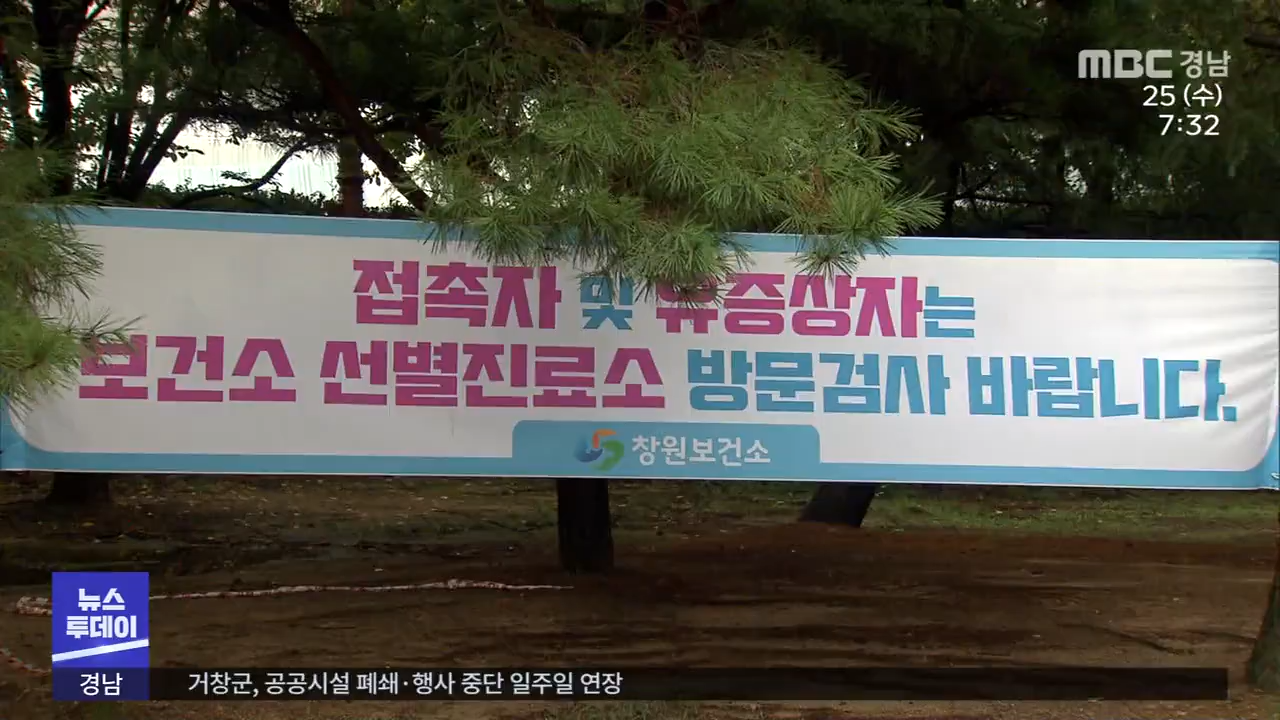 MBC 경남
25 (수)
7:32
접촉자 및 유증상자는
보건소 선별진료소 방문검사 바랍니다.
창원보건소
뉴스
투데이
경남
거창군, 공공시설 폐쇄·행사 중단 일주일 연장